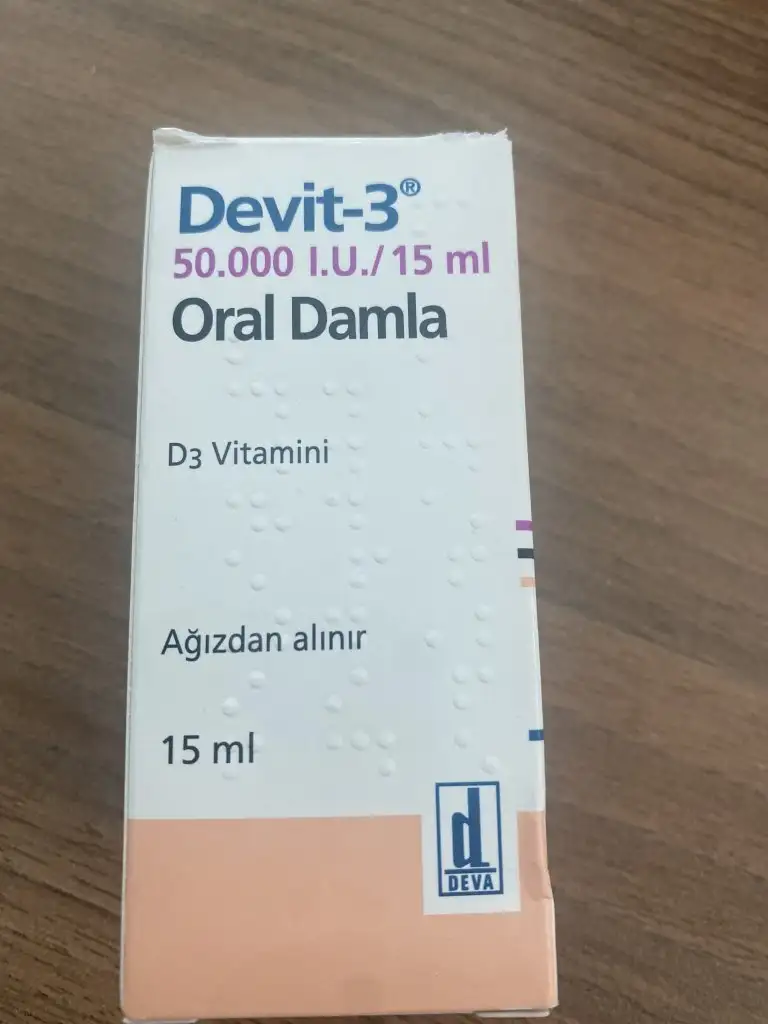 Devit-3®
50.000 I.U./15 ml
Oral Damla
D3 Vitamini
Ağızdan alınır
15 ml
d
DEVA